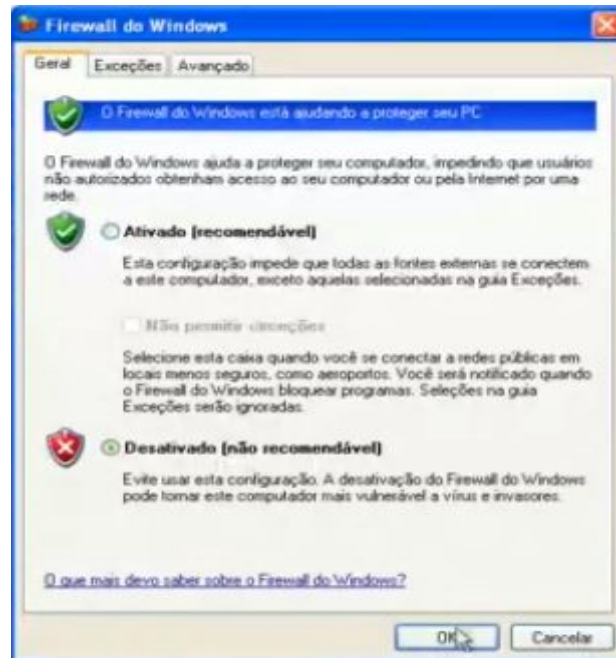 Firewall do Windows
Geral Exceções Avançado
O Firewall do Windows está ajudando a proteger seu PC
O Firewall do Windows ajuda a proteger seu computador, impedindo que usuários
não autorizados obtenham acesso ao seu computador ou pela Internet por uma
rede.
Ativado (recomendável)
Esta configuração impede que todas as fontes externas se conectem
a este computador, exceto aquelas selecionadas na guia Exceções.
Não permitir exceções
Selecione esta caixa quando você se conectar a redes públicas em
locais menos seguros, como aeroportos. Você será notificado quando
o Firewall do Windows bloquear programas. Seleções na guia
Exceções serão ignoradas.
Desativado (não recomendável)
Evite usar esta configuração. A desativação do Firewall do Windows
pode tornar este computador mais vulnerável a vírus e invasores.
O que mais devo saber sobre o Firewall do Windows?
OK Cancelar